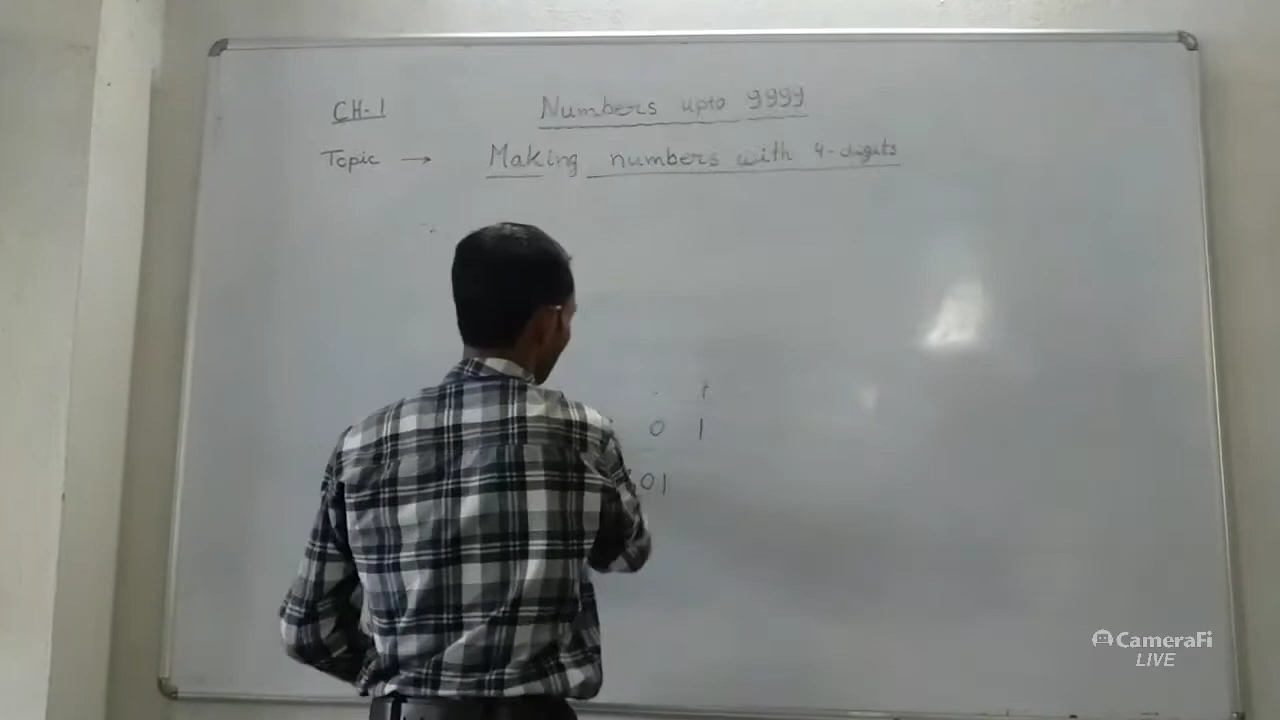 CH-1 Numbers upto 9999
Topic → Making numbers with 4-digits
0 1
01
CameraFi
LIVE